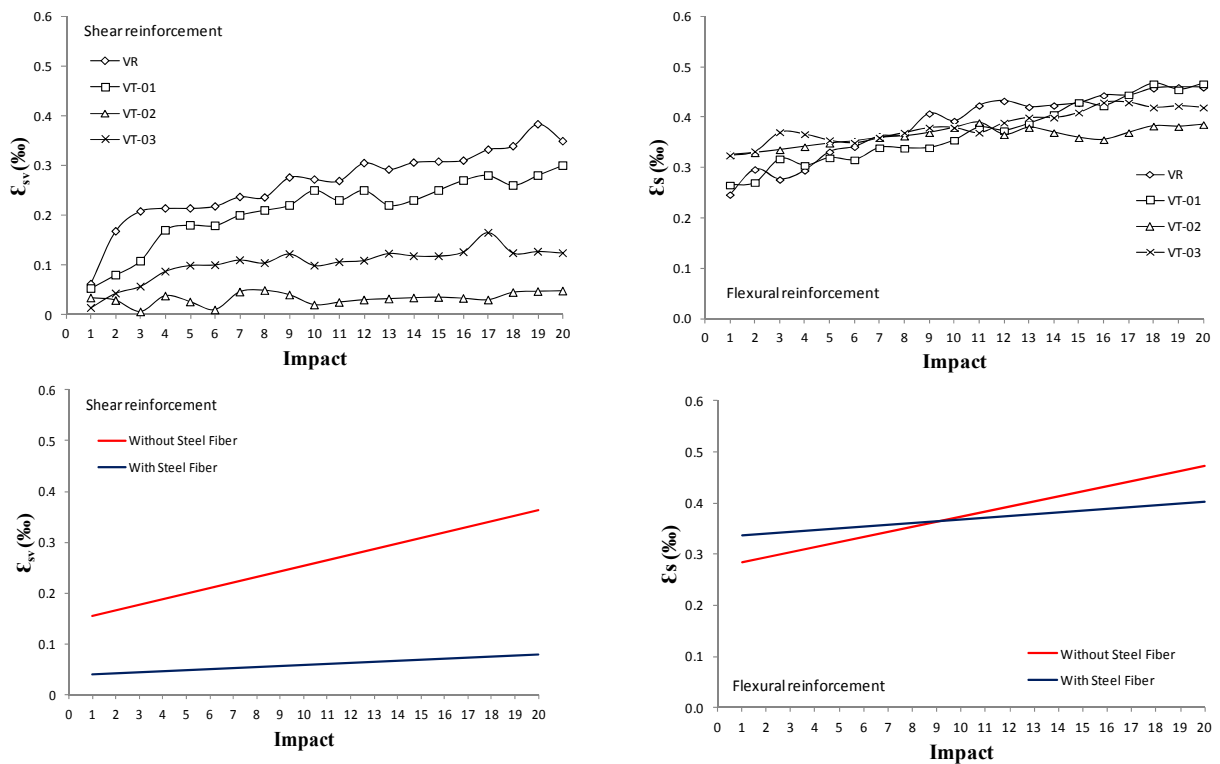 Shear reinforcement
VR
VT-01
VT-02
VT-03
0.6
0.5
0.4
0.3
0.2
0.1
0
Ɛsv (‰)
0 1 2 3 4 5 6 7 8 9 10 11 12 13 14 15 16 17 18 19 20
Impact
0.6
0.5
0.4
0.3
0.2
0.1
0.0
Ɛs (‰)
VR
VT-01
VT-02
VT-03
Flexural reinforcement
0 1 2 3 4 5 6 7 8 9 10 11 12 13 14 15 16 17 18 19 20
Impact
Shear reinforcement
Without Steel Fiber
With Steel Fiber
0.6
0.5
0.4
0.3
0.2
0.1
0
Ɛsv (‰)
0 1 2 3 4 5 6 7 8 9 10 11 12 13 14 15 16 17 18 19 20
Impact
0.6
0.5
0.4
0.3
0.2
0.1
0.0
Ɛs (‰)
Without Steel Fiber
With Steel Fiber
Flexural reinforcement
0 1 2 3 4 5 6 7 8 9 10 11 12 13 14 15 16 17 18 19 20
Impact